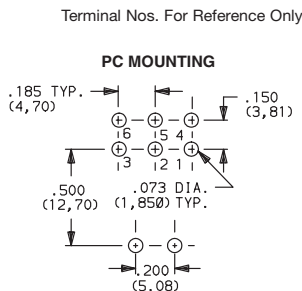 Terminal Nos. For Reference Only
PC MOUNTING
.185 TYP.
(4,70)
.150
(3,81)
6 5 4
3 2 1
.500
(12,70)
.073 DIA.
(1,850) TYP.
.200
(5.08)